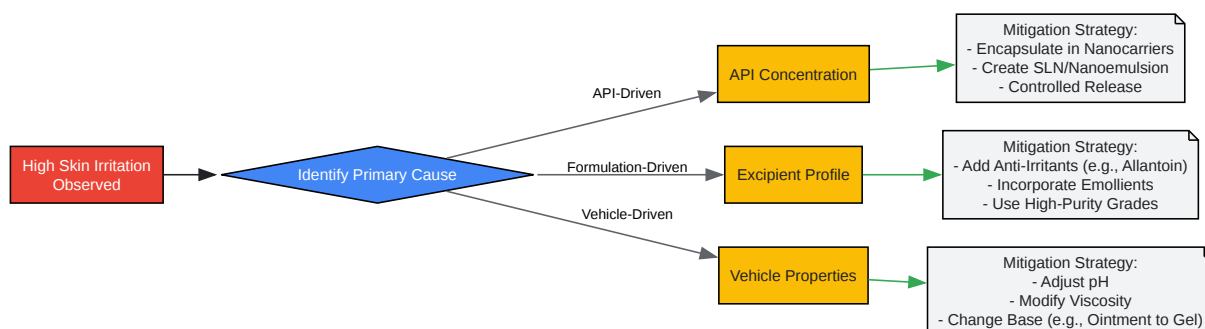 High Skin Irritation
Observed
Identify Primary Cause
API-Driven
Formulation-Driven
Vehicle-Driven
API Concentration
Excipient Profile
Vehicle Properties
Mitigation Strategy:
- Encapsulate in Nanocarriers
- Create SLN/Nanoemulsion
- Controlled Release
Mitigation Strategy:
- Add Anti-Irritants (e.g., Allantoin)
- Incorporate Emollients
- Use High-Purity Grades
Mitigation Strategy:
- Adjust pH
- Modify Viscosity
- Change Base (e.g., Ointment to Gel)